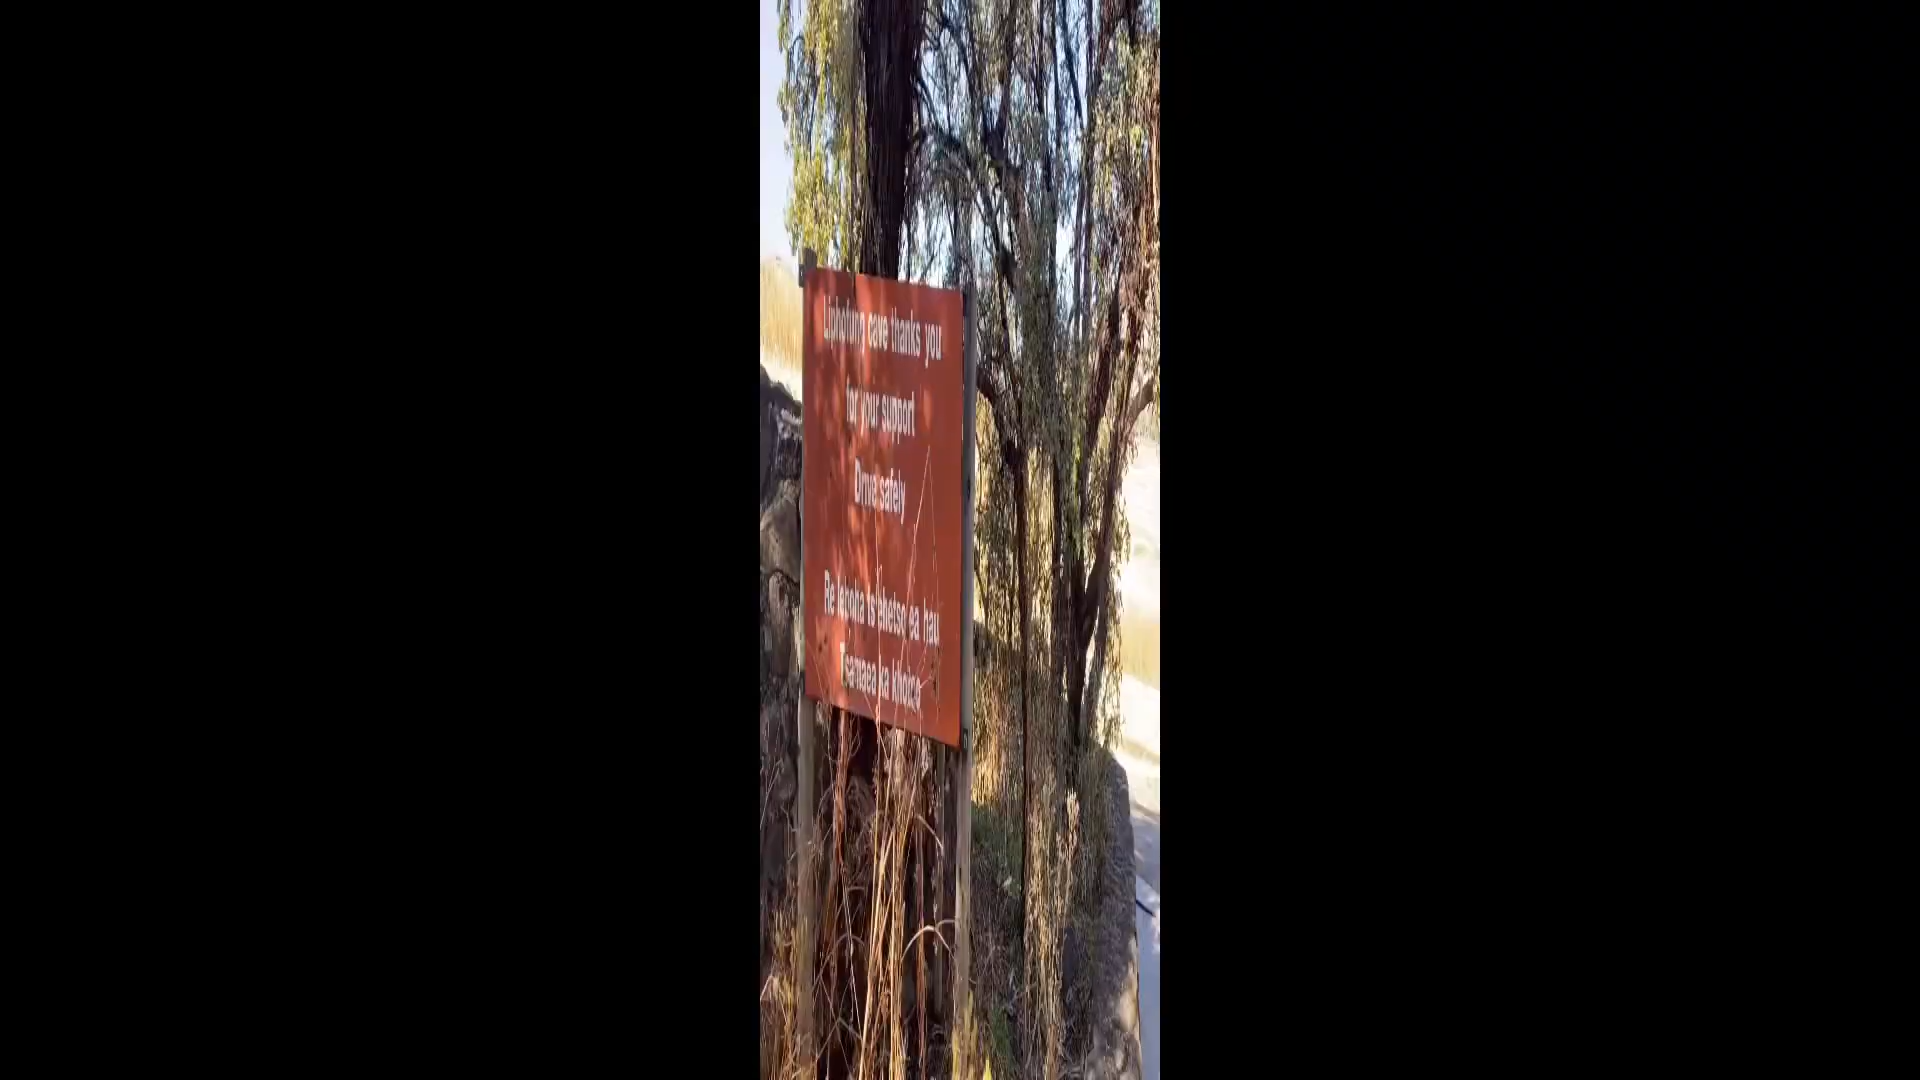 Liphofung cave thanks you
for your support
Drive safely
Re leboha ts'ehetso ea hau
Tsamaea ka khotso